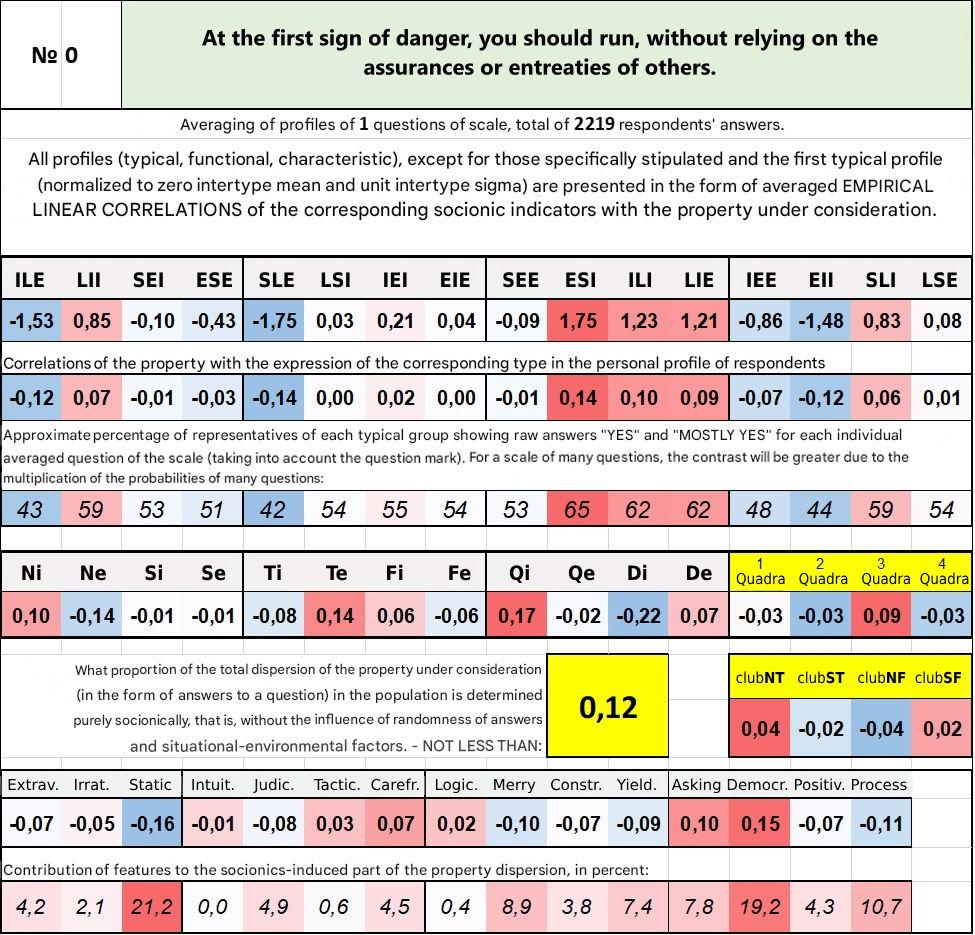 № 0
At the first sign of danger, you should run, without relying on the
assurances or entreaties of others.
Averaging of profiles of 1 questions of scale, total of 2219 respondents' answers.
All profiles (typical, functional, characteristic), except for those specifically stipulated and the first typical profile
(normalized to zero intertype mean and unit intertype sigma) are presented in the form of averaged EMPIRICAL
LINEAR CORRELATIONS of the corresponding socionic indicators with the property under consideration.
ILE LII SEI ESE SLE LSI IEI EIE SEE ESI ILI LIE IEE EII SLI LSE
-1,53 0,85 -0,10 -0,43 -1,75 0,03 0,21 0,04 -0,09 1,75 1,23 1,21 -0,86 -1,48 0,83 0,08
Correlations of the property with the expression of the corresponding type in the personal profile of respondents
-0,12 0,07 -0,01 -0,03 -0,14 0,00 0,02 0,00 -0,01 0,14 0,10 0,09 -0,07 -0,12 0,06 0,01
Approximate percentage of representatives of each typical group showing raw answers "YES" and "MOSTLY YES" for each individual
averaged question of the scale (taking into account the question mark). For a scale of many questions, the contrast will be greater due to the
multiplication of the probabilities of many questions:
43 59 53 51 42 54 55 54 53 65 62 62 48 44 59 54
Ni Ne Si Se Ti Te Fi Fe Qi Qe Di De 1 Quadra 2 Quadra 3 Quadra 4 Quadra
0,10 -0,14 -0,01 -0,01 -0,08 0,14 0,06 -0,06 0,17 -0,02 -0,22 0,07 -0,03 -0,03 0,09 -0,03
What proportion of the total dispersion of the property under consideration
(in the form of answers to a question) in the population is determined
purely socionically, that is, without the influence of randomness of answers
and situational-environmental factors. - NOT LESS THAN:
0,12
clubNT clubST clubNF clubSF
0,04 -0,02 -0,04 0,02
Extrav. Irrat. Static Intuit. Judic. Tactic. Carefr. Logic. Merry Constr. Yield. Asking Democr. Positiv. Process
-0,07 -0,05 -0,16 -0,01 -0,08 0,03 0,07 0,02 -0,10 -0,07 -0,09 0,10 0,15 -0,07 -0,11
Contribution of features to the socionics-induced part of the property dispersion, in percent:
4,2 2,1 21,2 0,0 4,9 0,6 4,5 0,4 8,9 3,8 7,4 7,8 19,2 4,3 10,7